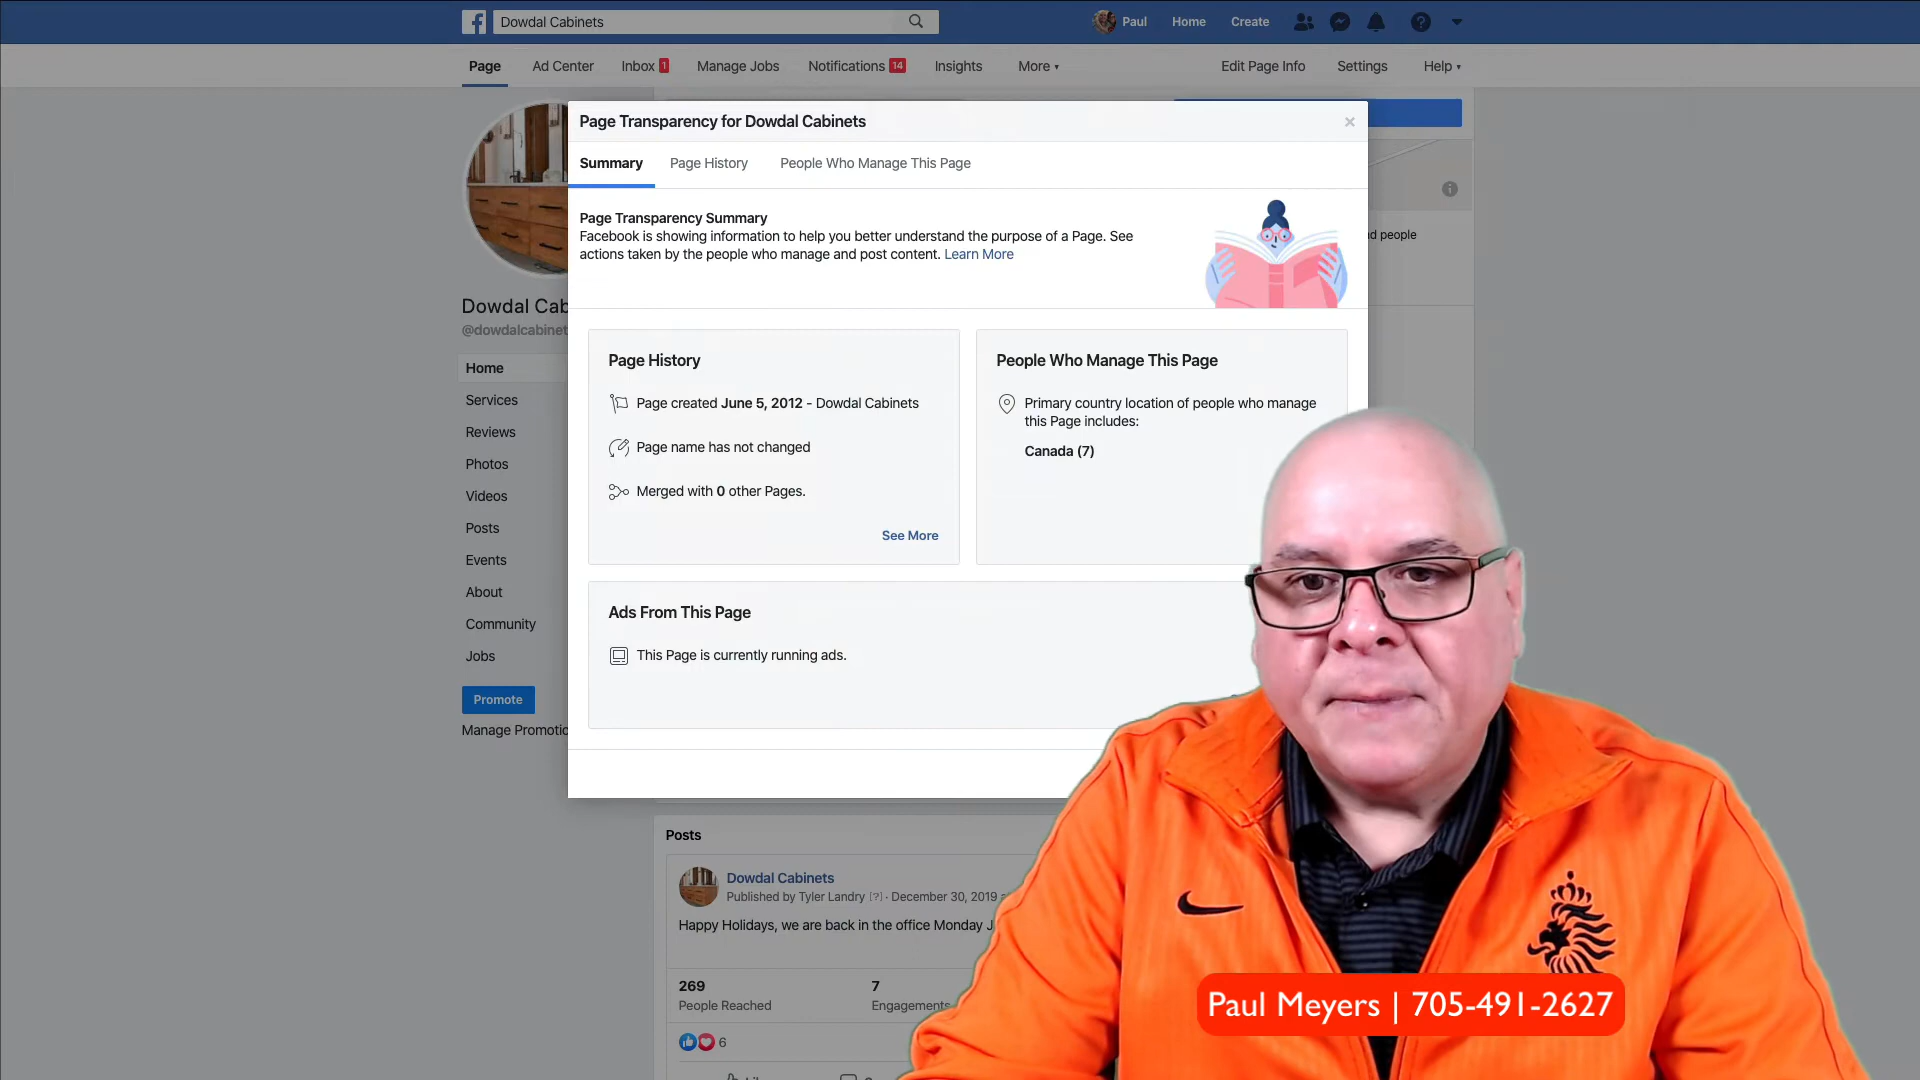 Dowdal Cabinets
Paul
Home
Create
Page
Ad Center
Inbox 1
Manage Jobs
Notifications 14
Insights
More
Edit Page Info
Settings
Help
Page Transparency for Dowdal Cabinets
Summary
Page History
People Who Manage This Page
Page Transparency Summary
Facebook is showing information to help you better understand the purpose of a Page. See
actions taken by the people who manage and post content. Learn More
people
Dowdal Cab
@dowdalcabinet
Home
Services
Reviews
Photos
Videos
Posts
Events
About
Community
Jobs
Promote
Manage Promotio
Page History
Page created June 5, 2012 - Dowdal Cabinets
Page name has not changed
Merged with 0 other Pages.
See More
People Who Manage This Page
Primary country location of people who manage
this Page includes:
Canada (7)
Ads From This Page
This Page is currently running ads.
Posts
Dowdal Cabinets
Published by Tyler Landry [?] · December 30, 2019
Happy Holidays, we are back in the office Monday J
269
People Reached
7
Engagements
6
Paul Meyers | 705-491-2627